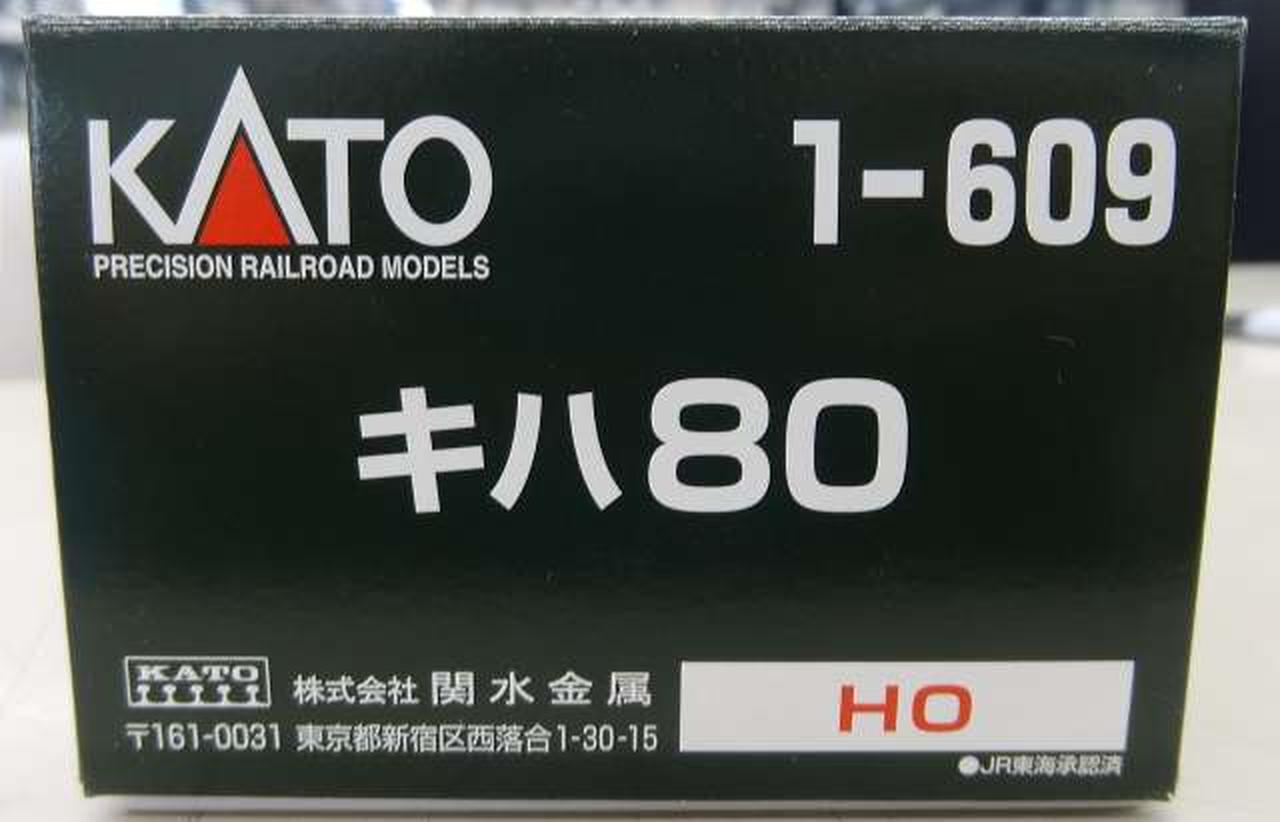 KATO
PRECISION RAILROAD MODELS
1-609
キハ80
KATO
株式会社 関水金属
〒161-0031 東京都新宿区西落合1-30-15
HO
●JR東海承認済